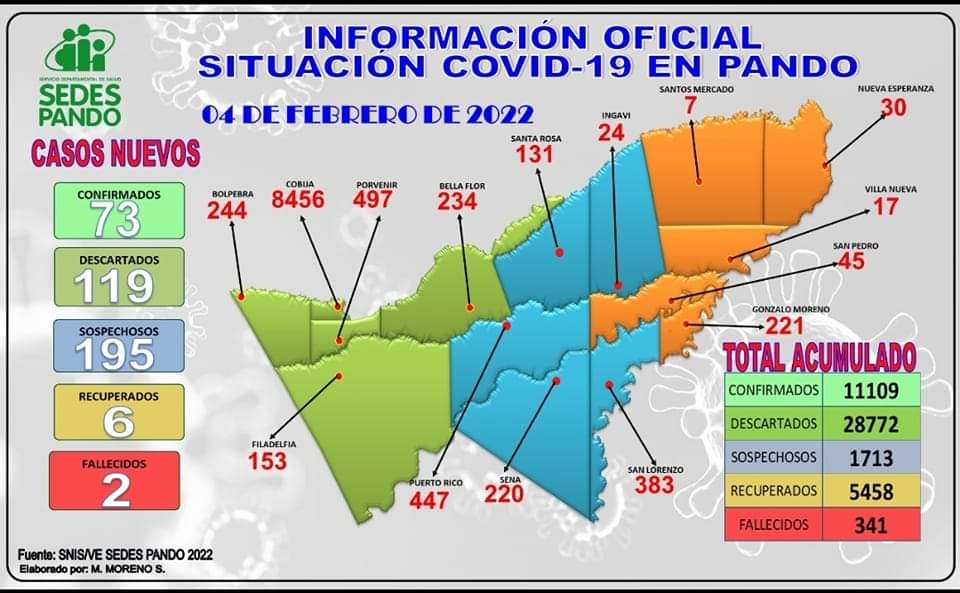 INFORMACIÓN OFICIAL
SITUACIÓN COVID-19 EN PANDO
SERVICIO DEPARTAMENTAL DE SALUD
SEDES
PANDO
04 DE FEBRERO DE 2022
CASOS NUEVOS
CONFIRMADOS
73
DESCARTADOS
119
SOSPECHOSOS
195
RECUPERADOS
6
FALLECIDOS
2
BOLPEBRA
244
COBIJA
8456
PORVENIR
497
BELLA FLOR
234
SANTA ROSA
131
INGAVI
24
SANTOS MERCADO
7
NUEVA ESPERANZA
30
VILLA NUEVA
17
SAN PEDRO
45
GONZALO MORENO
221
FILADELFIA
153
PUERTO RICO
447
SENA
220
SAN LORENZO
383
TOTAL ACUMULADO
CONFIRMADOS 11109
DESCARTADOS 28772
SOSPECHOSOS 1713
RECUPERADOS 5458
FALLECIDOS 341
Fuente: SNIS/VE SEDES PANDO 2022
Elaborado por: M. MORENO S.